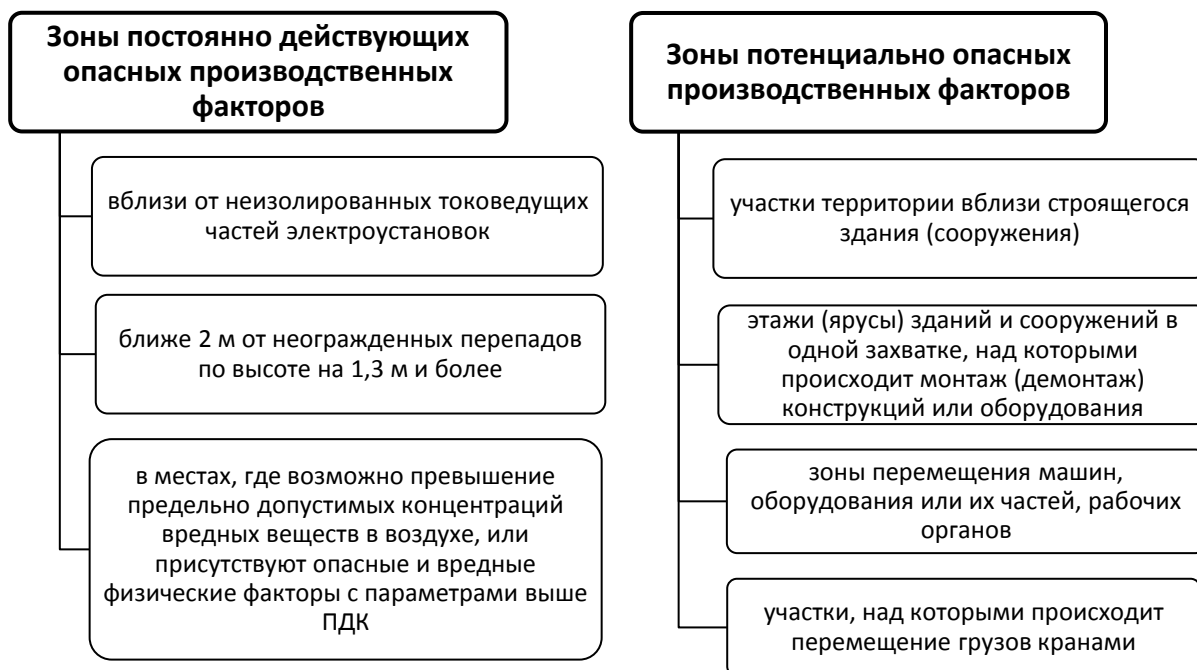 Зоны постоянно действующих
опасных производственных
факторов
вблизи от неизолированных токоведущих
частей электроустановок
ближе 2 м от неогражденных перепадов
по высоте на 1,3 м и более
в местах, где возможно превышение
предельно допустимых концентраций
вредных веществ в воздухе, или
присутствуют опасные и вредные
физические факторы с параметрами выше
ПДК
Зоны потенциально опасных
производственных факторов
участки территории вблизи строящегося
здания (сооружения)
этажи (ярусы) зданий и сооружений в
одной захватке, над которыми
происходит монтаж (демонтаж)
конструкций или оборудования
зоны перемещения машин,
оборудования или их частей, рабочих
органов
участки, над которыми происходит
перемещение грузов кранами